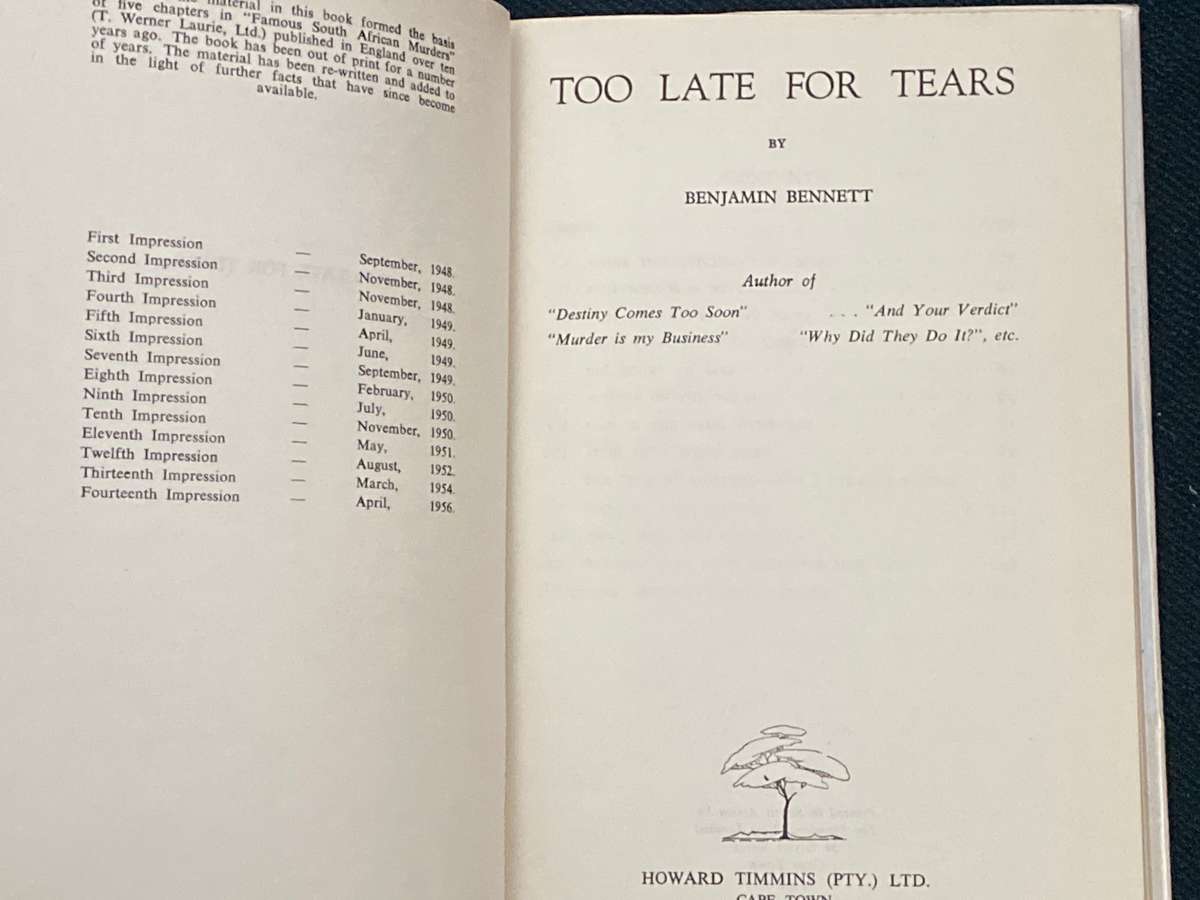 material in this book formed the basis
of five chapters in "Famous South African Murders"
(T. Werner Laurie, Ltd.) published in England over ten
years ago. The book has been out of print for a number
of years. The material has been re-written and added to
in the light of further facts that have since become
available.
First Impression — September, 1948.
Second Impression — November, 1948.
Third Impression — November, 1948.
Fourth Impression — January, 1949.
Fifth Impression — April, 1949.
Sixth Impression — June, 1949.
Seventh Impression — September, 1949.
Eighth Impression — February, 1950.
Ninth Impression — July, 1950.
Tenth Impression — November, 1950.
Eleventh Impression — May, 1951.
Twelfth Impression — August, 1952.
Thirteenth Impression — March, 1954.
Fourteenth Impression — April, 1956.
TOO LATE FOR TEARS
BY
BENJAMIN BENNETT
Author of
"Destiny Comes Too Soon" . . . "And Your Verdict"
"Murder is my Business" "Why Did They Do It?", etc.
HOWARD TIMMINS (PTY.) LTD.
CAPE TOWN